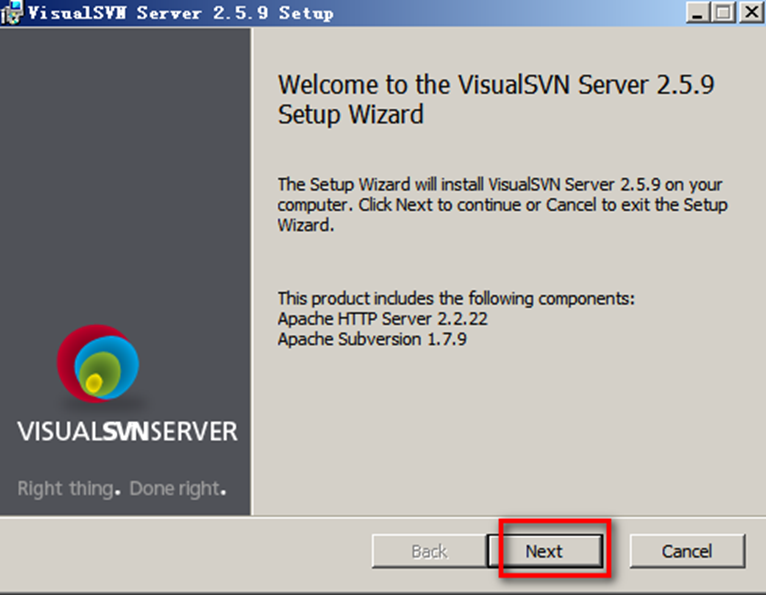 VisualSVN Server 2.5.9 Setup
Welcome to the VisualSVN Server 2.5.9
Setup Wizard
The Setup Wizard will install VisualSVN Server 2.5.9 on your
computer. Click Next to continue or Cancel to exit the Setup
Wizard.
This product includes the following components:
Apache HTTP Server 2.2.22
Apache Subversion 1.7.9
VISUALSVNSERVER
Right thing. Done right.
Back
Next
Cancel